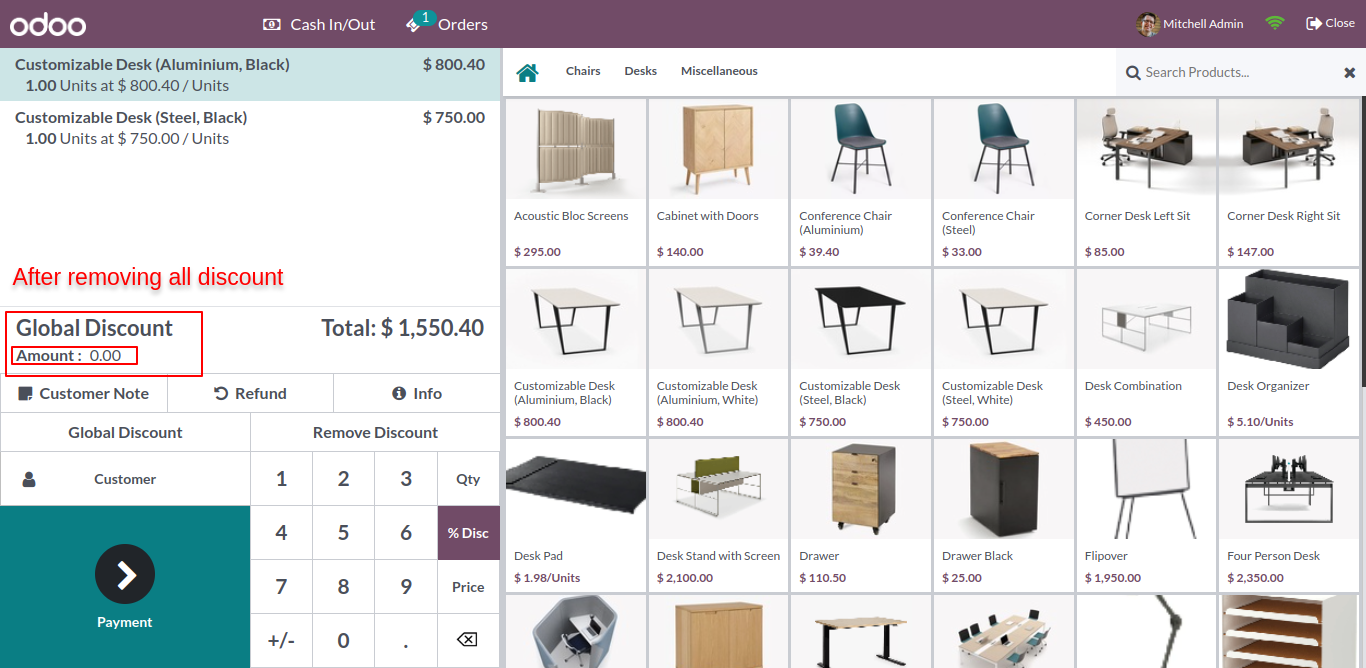 odoo
Cash In/Out
1
Orders
Mitchell Admin
Close
Customizable Desk (Aluminium, Black)
$ 800.40
1.00 Units at $ 800.40 / Units
Customizable Desk (Steel, Black)
$ 750.00
1.00 Units at $ 750.00 / Units
After removing all discount
Global Discount
Total: $ 1,550.40
Amount : 0.00
Customer Note
Refund
Info
Global Discount
Remove Discount
Customer
1
2
3
Qty
4
5
6
% Disc
7
8
9
Price
+/-
0
.
Payment
Chairs
Desks
Miscellaneous
Search Products...
Acoustic Bloc Screens
$ 295.00
Cabinet with Doors
$ 140.00
Conference Chair
(Aluminium)
$ 39.40
Conference Chair
(Steel)
$ 33.00
Corner Desk Left Sit
$ 85.00
Corner Desk Right Sit
$ 147.00
Customizable Desk
(Aluminium, Black)
$ 800.40
Customizable Desk
(Aluminium, White)
$ 800.40
Customizable Desk
(Steel, Black)
$ 750.00
Customizable Desk
(Steel, White)
$ 750.00
Desk Combination
$ 450.00
Desk Organizer
$ 5.10/Units
Desk Pad
$ 1.98/Units
Desk Stand with Screen
$ 2,100.00
Drawer
$ 110.50
Drawer Black
$ 25.00
Flipover
$ 1,950.00
Four Person Desk
$ 2,350.00